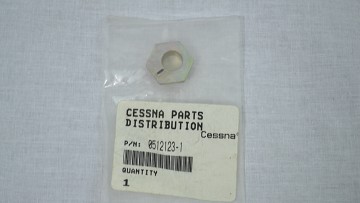 CESSNA PARTS
DISTRIBUTION
Cessna
P/N: 0512123-1
QUANTITY
1